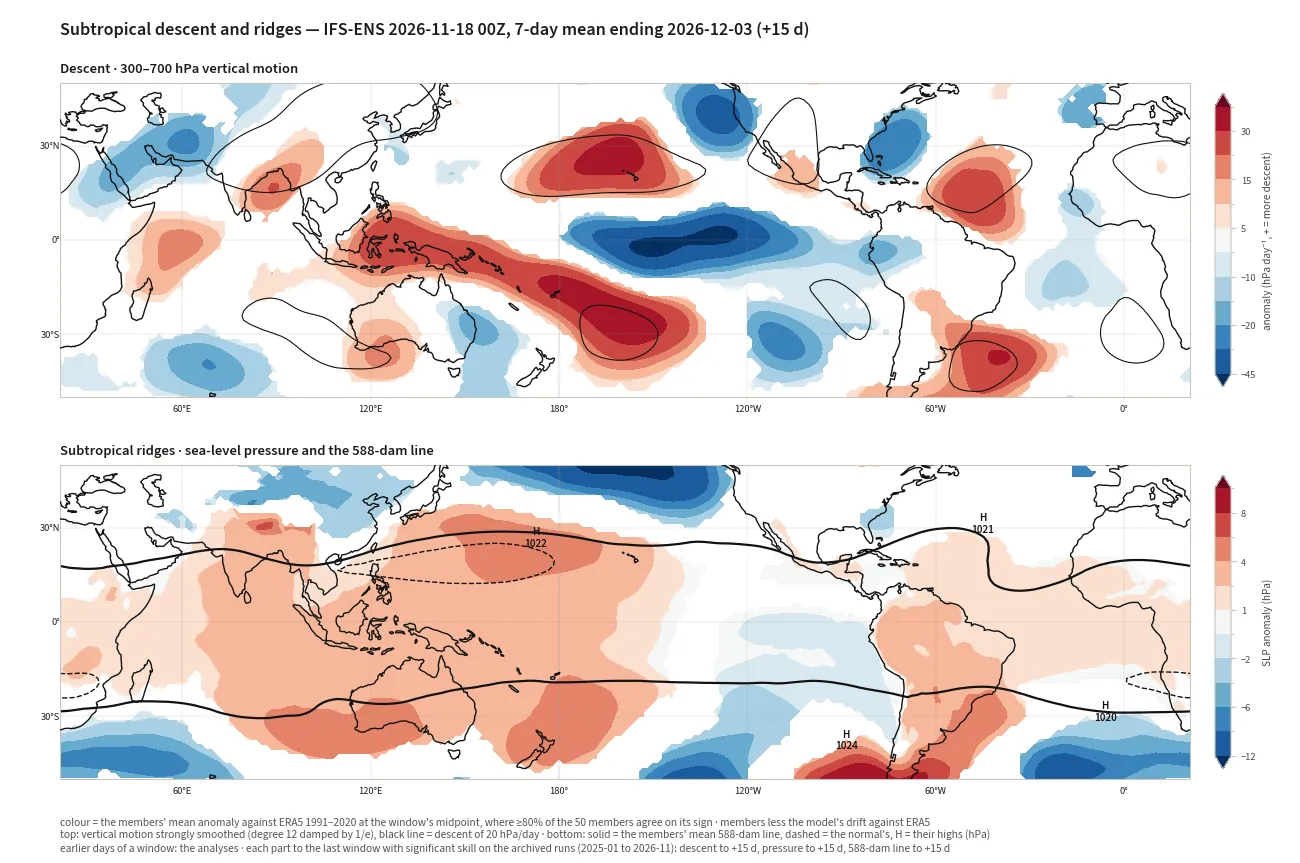 Subtropical descent and ridges — IFS-ENS 2026-11-18 00Z, 7-day mean ending 2026-12-03 (+15 d)
Descent · 300–700 hPa vertical motion
30°N
0°
30°S
60°E
120°E
180°
120°W
60°W
0°
30
15
5
−10
−20
−45
anomaly (hPa day⁻¹, + = more descent)
Subtropical ridges · sea-level pressure and the 588-dam line
H
1022
H
1021
H
1020
H
1024
30°N
0°
30°S
60°E
120°E
180°
120°W
60°W
0°
8
4
1
−2
−6
−12
SLP anomaly (hPa)
colour = the members' mean anomaly against ERA5 1991–2020 at the window's midpoint, where ≥80% of the 50 members agree on its sign · members less the model's drift against ERA5
top: vertical motion strongly smoothed (degree 12 damped by 1/e), black line = descent of 20 hPa/day · bottom: solid = the members' mean 588-dam line, dashed = the normal's, H = their highs (hPa)
earlier days of a window: the analyses · each part to the last window with significant skill on the archived runs (2025-01 to 2026-11): descent to +15 d, pressure to +15 d, 588-dam line to +15 d